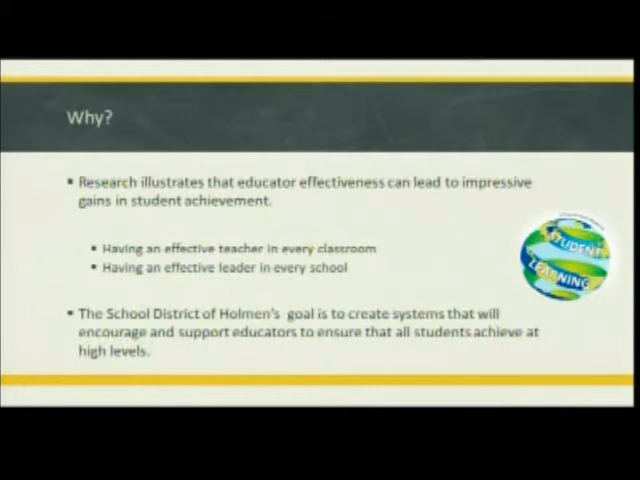 Why?
▪ Research illustrates that educator effectiveness can lead to impressive
gains in student achievement.
▪ Having an effective teacher in every classroom
▪ Having an effective leader in every school
STUDENT
LEARNING
▪ The School District of Holmen's goal is to create systems that will
encourage and support educators to ensure that all students achieve at
high levels.